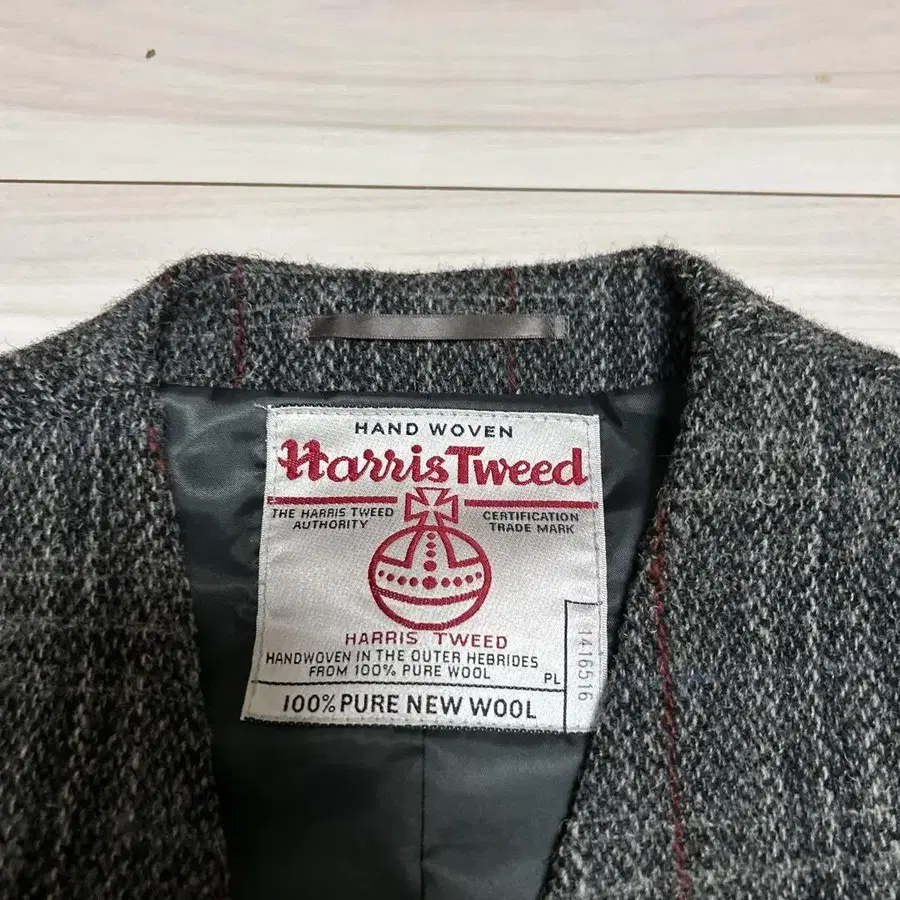 HAND WOVEN
Harris Tweed
THE HARRIS TWEED
AUTHORITY
CERTIFICATION
TRADE MARK
HARRIS TWEED
HANDWOVEN IN THE OUTER HEBRIDES
FROM 100% PURE WOOL
PL
1416516
100% PURE NEW WOOL